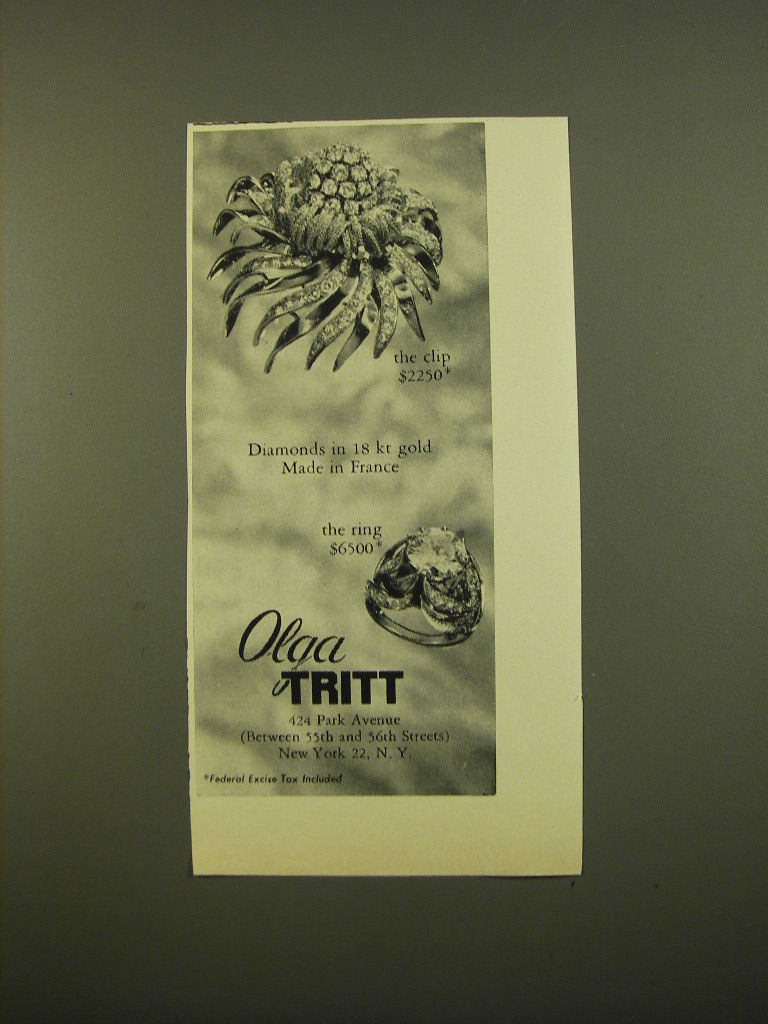 the clip
$2250*
Diamonds in 18 kt gold
Made in France
the ring
$6500*
Olga
TRITT
424 Park Avenue
(Between 55th and 56th Streets)
New York 22, N. Y.
*Federal Excise Tax Included